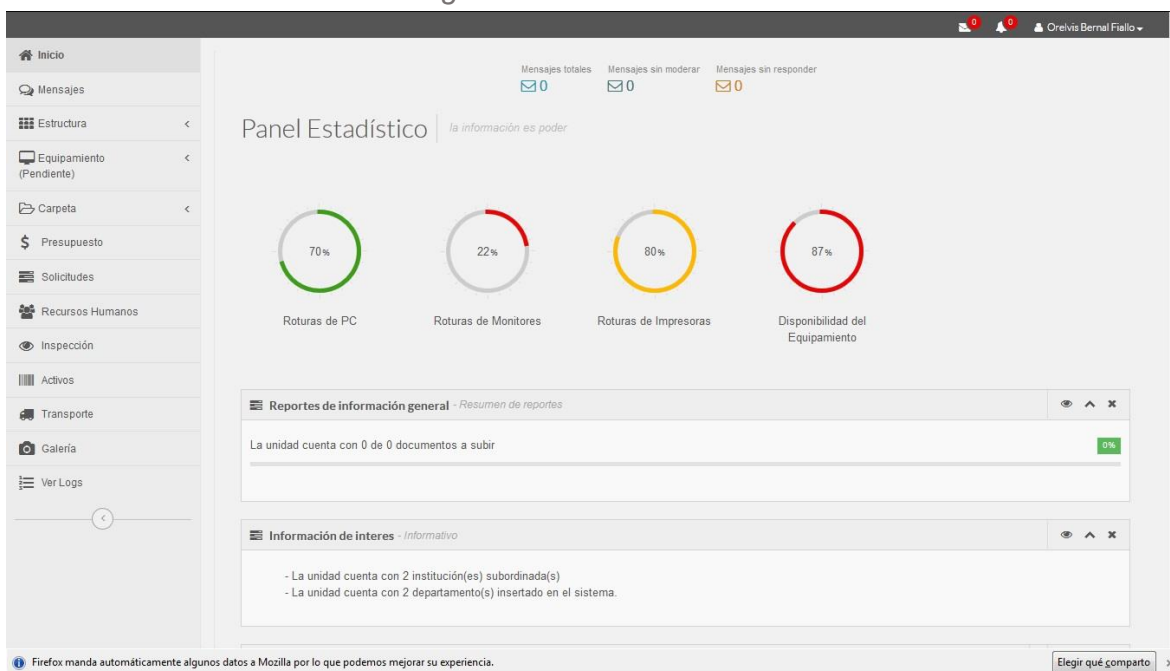 0
0
Orelvis Bernal Fiallo
Inicio
Mensajes
Estructura
Equipamiento
(Pendiente)
Carpeta
Presupuesto
Solicitudes
Recursos Humanos
Inspección
Activos
Transporte
Galería
Ver Logs
Mensajes totales
0
Mensajes sin moderar
0
Mensajes sin responder
0
Panel Estadístico
la información es poder
70%
22%
80%
87%
Roturas de PC
Roturas de Monitores
Roturas de Impresoras
Disponibilidad del
Equipamiento
Reportes de información general - Resumen de reportes
La unidad cuenta con 0 de 0 documentos a subir
0%
Información de interes - Informativo
- La unidad cuenta con 2 institución(es) subordinada(s)
- La unidad cuenta con 2 departamento(s) insertado en el sistema.
Firefox manda automáticamente algunos datos a Mozilla por lo que podemos mejorar su experiencia.
Elegir qué comparto